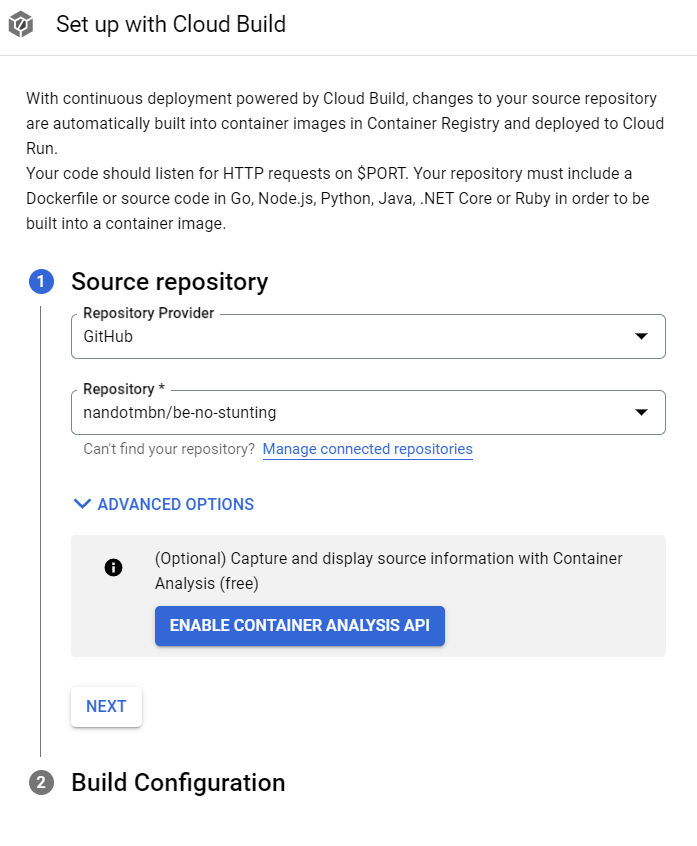 Set up with Cloud Build
With continuous deployment powered by Cloud Build, changes to your source repository
are automatically built into container images in Container Registry and deployed to Cloud
Run.
Your code should listen for HTTP requests on $PORT. Your repository must include a
Dockerfile or source code in Go, Node.js, Python, Java, .NET Core or Ruby in order to be
built into a container image.
1 Source repository
Repository Provider
GitHub
Repository *
nandotmbn/be-no-stunting
Can't find your repository? Manage connected repositories
ADVANCED OPTIONS
(Optional) Capture and display source information with Container
Analysis (free)
ENABLE CONTAINER ANALYSIS API
NEXT
2 Build Configuration